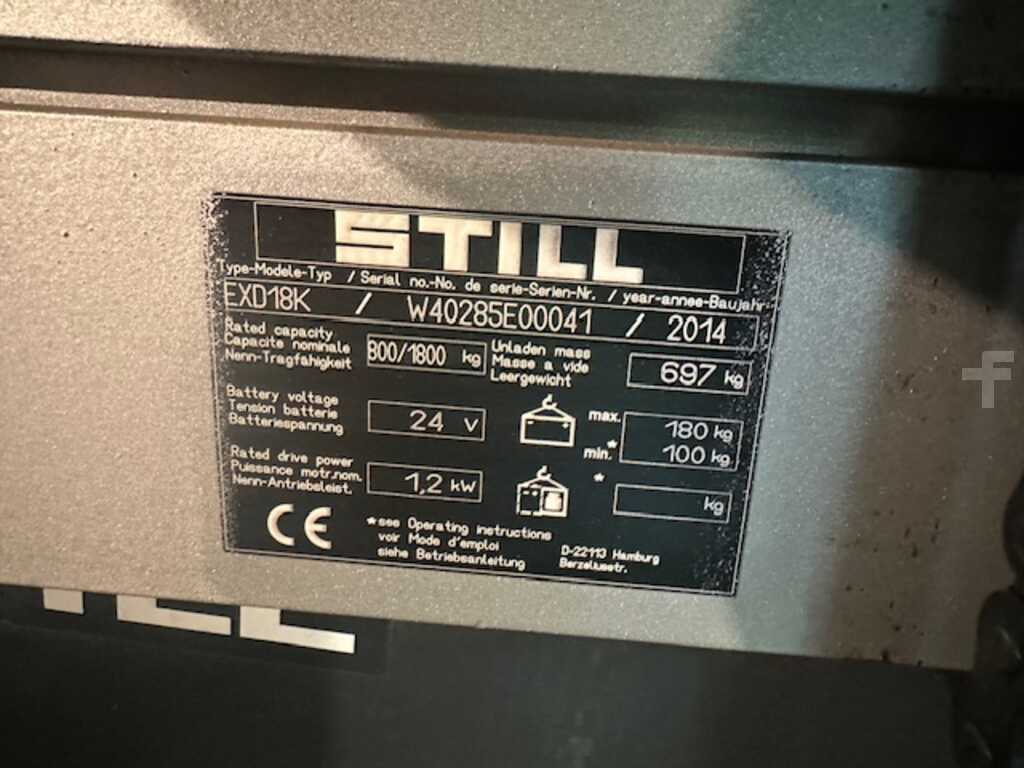 STILL
Type-Modele-Typ / Serial no.-No. de serie-Serien-Nr. / year-annee-Baujahr
EXD18K / W40285E00041 / 2014
Rated capacity
Capacite nominale
Nenn-Tragfähigkeit
800/1800 kg
Unladen mass
Masse a vide
Leergewicht
697 kg
Battery voltage
Tension batterie
Batteriespannung
24 V
max. 180 kg
* min. 100 kg
Rated drive power
Puissance motr.nom.
Nenn-Antriebsleist.
1,2 kW
* kg
CE
*see Operating instructions
voir Mode d'emploi
siehe Betriebsanleitung
D-22113 Hamburg
Berzeliusstr.
f